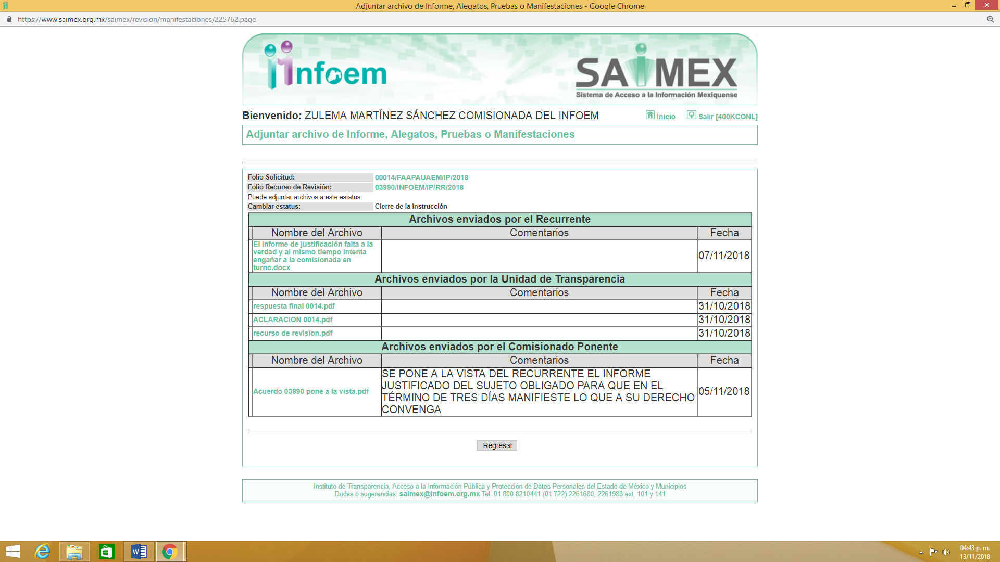 Adjuntar archivo de Informe, Alegatos, Pruebas o Manifestaciones - Google Chrome
https://www.saimex.org.mx/saimex/revision/manifestaciones/225762.page
infoem
SAIMEX
Sistema de Acceso a la Información Mexiquense
Bienvenido: ZULEMA MARTÍNEZ SÁNCHEZ COMISIONADA DEL INFOEM
Inicio
Salir [400KCONL]
Adjuntar archivo de Informe, Alegatos, Pruebas o Manifestaciones
Folio Solicitud: 00014/FAAPAUAEM/IP/2018
Folio Recurso de Revisión: 03990/INFOEM/IP/RR/2018
Puede adjuntar archivos a este estatus
Cambiar estatus: Cierre de la instrucción
Archivos enviados por el Recurrente
Nombre del Archivo Comentarios Fecha
El informe de justificación falta a la
verdad y al mismo tiempo intenta
engañar a la comisionada en
turno.docx
07/11/2018
Archivos enviados por la Unidad de Transparencia
Nombre del Archivo Comentarios Fecha
respuesta final 0014.pdf 31/10/2018
ACLARACION 0014.pdf 31/10/2018
recurso de revision.pdf 31/10/2018
Archivos enviados por el Comisionado Ponente
Nombre del Archivo Comentarios Fecha
Acuerdo 03990 pone a la vista.pdf
SE PONE A LA VISTA DEL RECURRENTE EL INFORME
JUSTIFICADO DEL SUJETO OBLIGADO PARA QUE EN EL
TÉRMINO DE TRES DÍAS MANIFIESTE LO QUE A SU DERECHO
CONVENGA
05/11/2018
Regresar
Instituto de Transparencia, Acceso a la Información Pública y Protección de Datos Personales del Estado de México y Municipios
Dudas o sugerencias: saimex@infoem.org.mx Tel. 01 800 8210441 (01 722) 2261680, 2261983 ext. 101 y 141
04:43 p. m.
13/11/2018